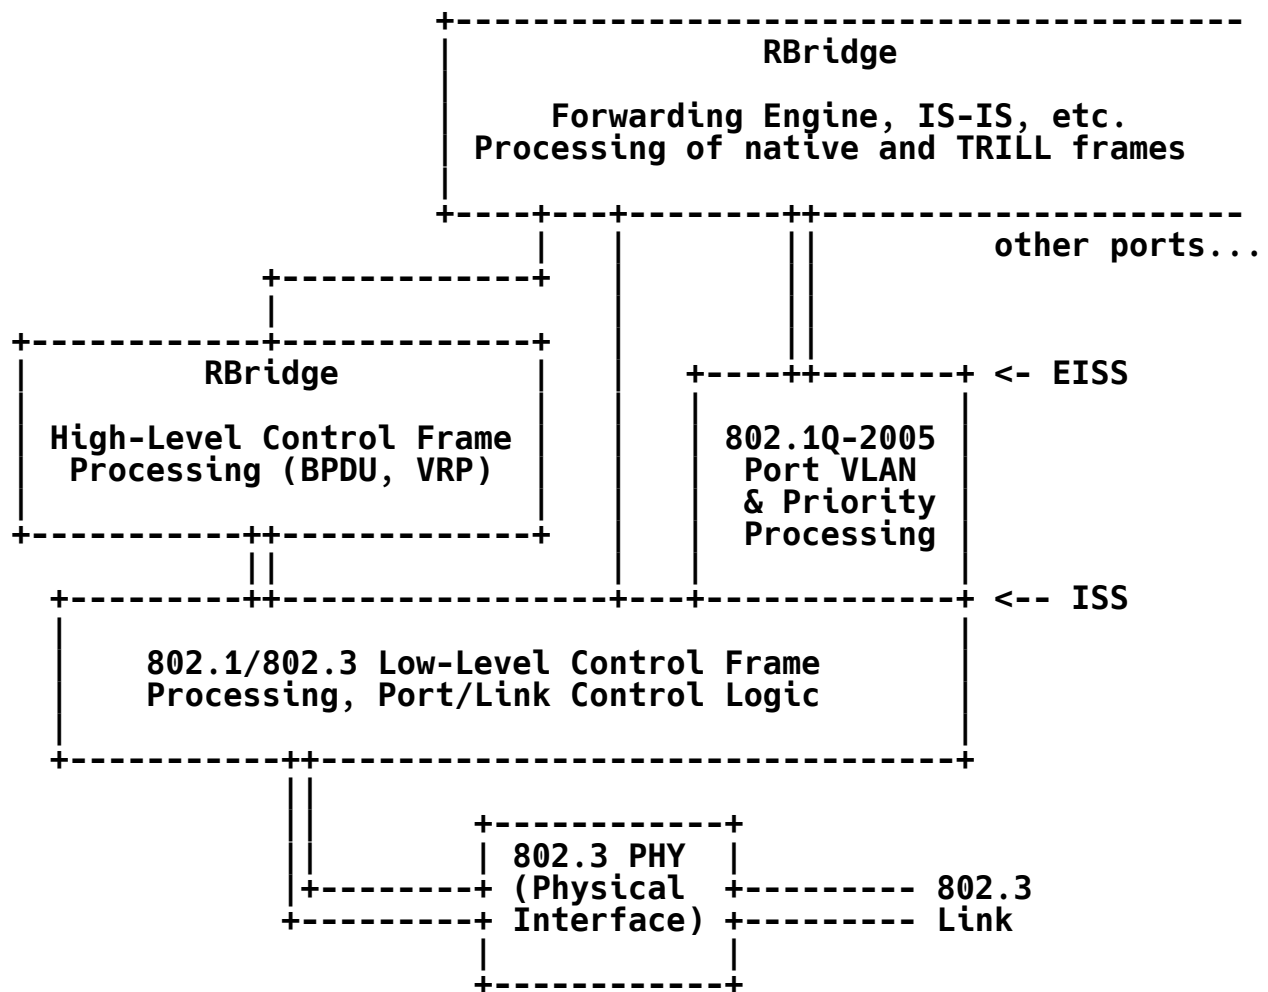 RBridge
Forwarding Engine, IS-IS, etc.
Processing of native and TRILL frames
other ports...
RBridge
<- EISS
High-Level Control Frame
Processing (BPDU, VRP)
802.1Q-2005
Port VLAN
& Priority
Processing
<-- ISS
802.1/802.3 Low-Level Control Frame
Processing, Port/Link Control Logic
802.3 PHY
(Physical
Interface)
802.3
Link